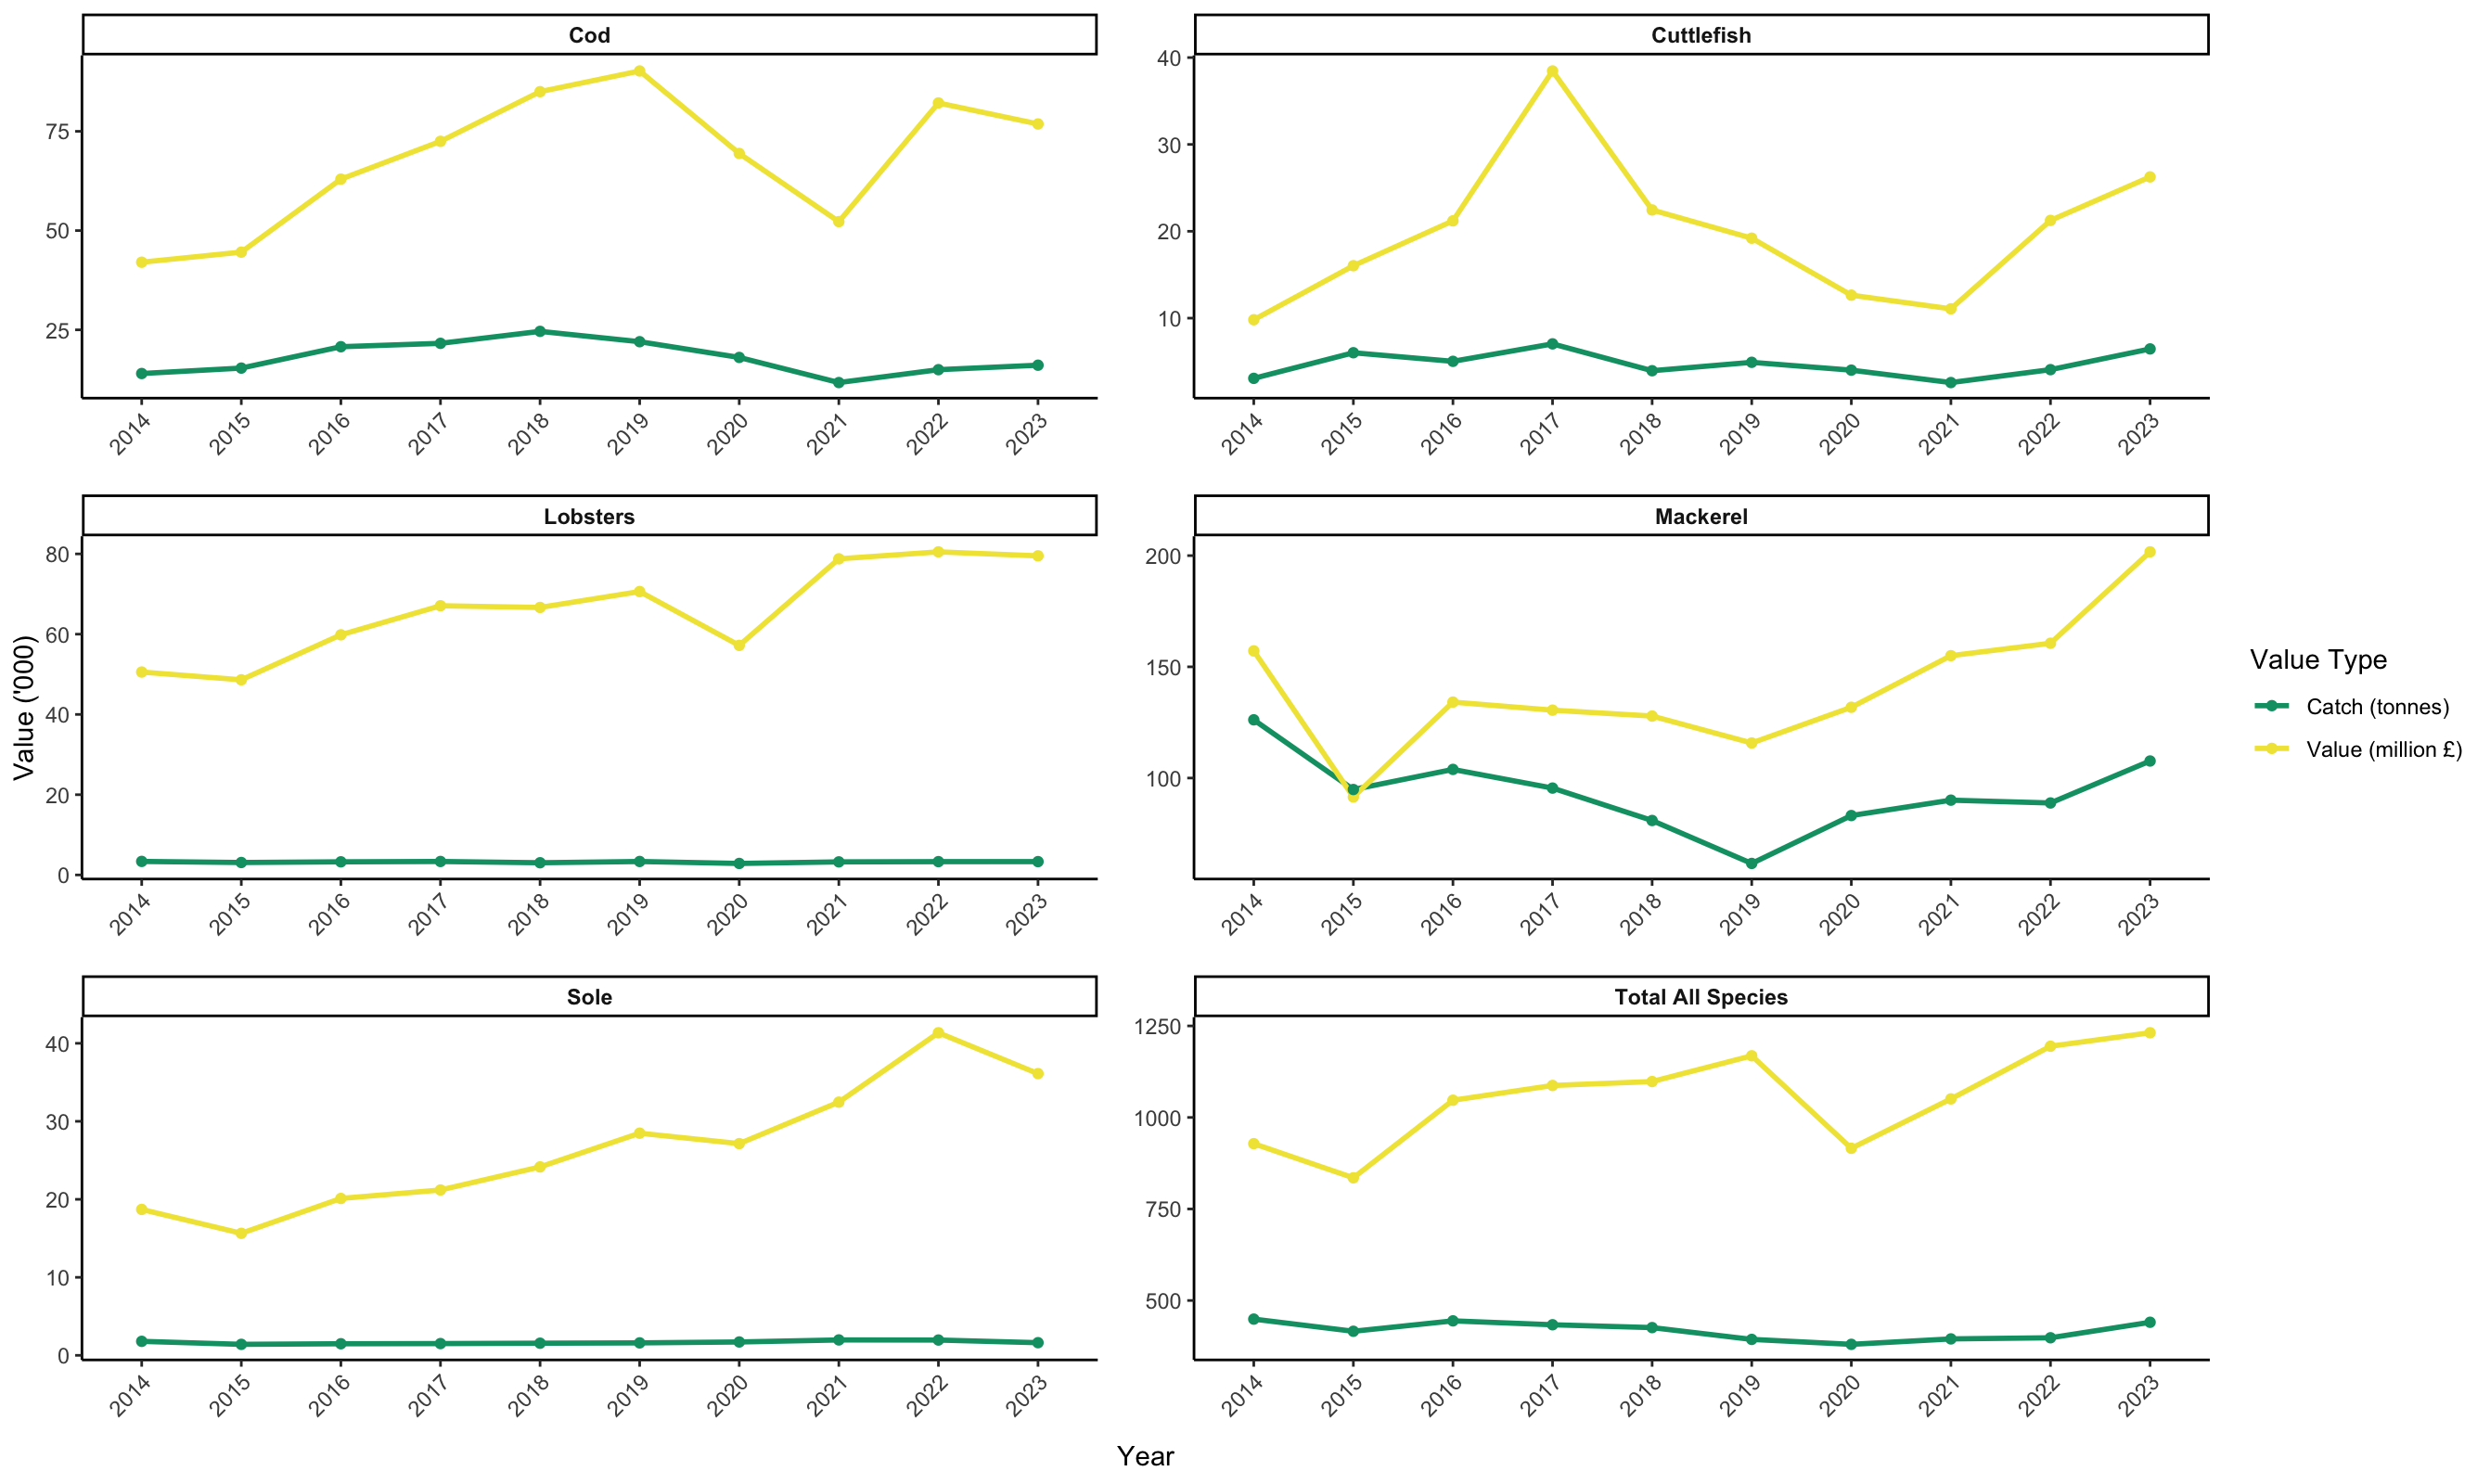 Cod
75
50
25
2014 2015 2016 2017 2018 2019 2020 2021 2022 2023
Cuttlefish
40
30
20
10
2014 2015 2016 2017 2018 2019 2020 2021 2022 2023
Lobsters
80
60
40
20
0
2014 2015 2016 2017 2018 2019 2020 2021 2022 2023
Mackerel
200
150
100
2014 2015 2016 2017 2018 2019 2020 2021 2022 2023
Sole
40
30
20
10
0
2014 2015 2016 2017 2018 2019 2020 2021 2022 2023
Total All Species
1250
1000
750
500
2014 2015 2016 2017 2018 2019 2020 2021 2022 2023
Value ('000)
Year
Value Type
Catch (tonnes)
Value (million £)